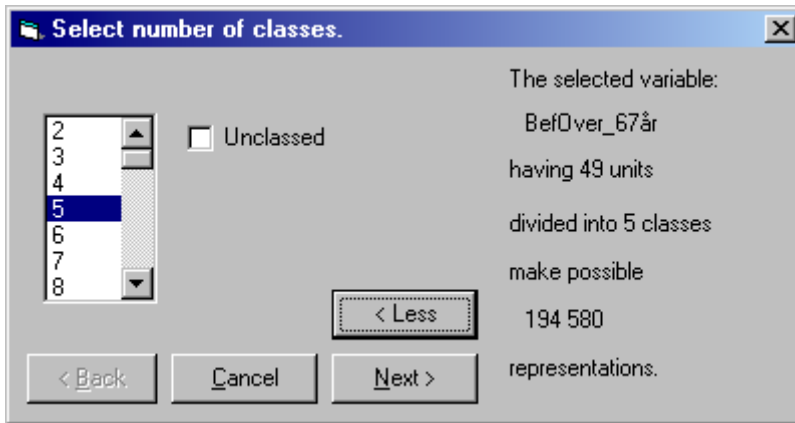 Select number of classes.
2
3
4
5
6
7
8
Unclassed
< Less
< Back
Cancel
Next >
The selected variable:
BefOver_67år
having 49 units
divided into 5 classes
make possible
194 580
representations.